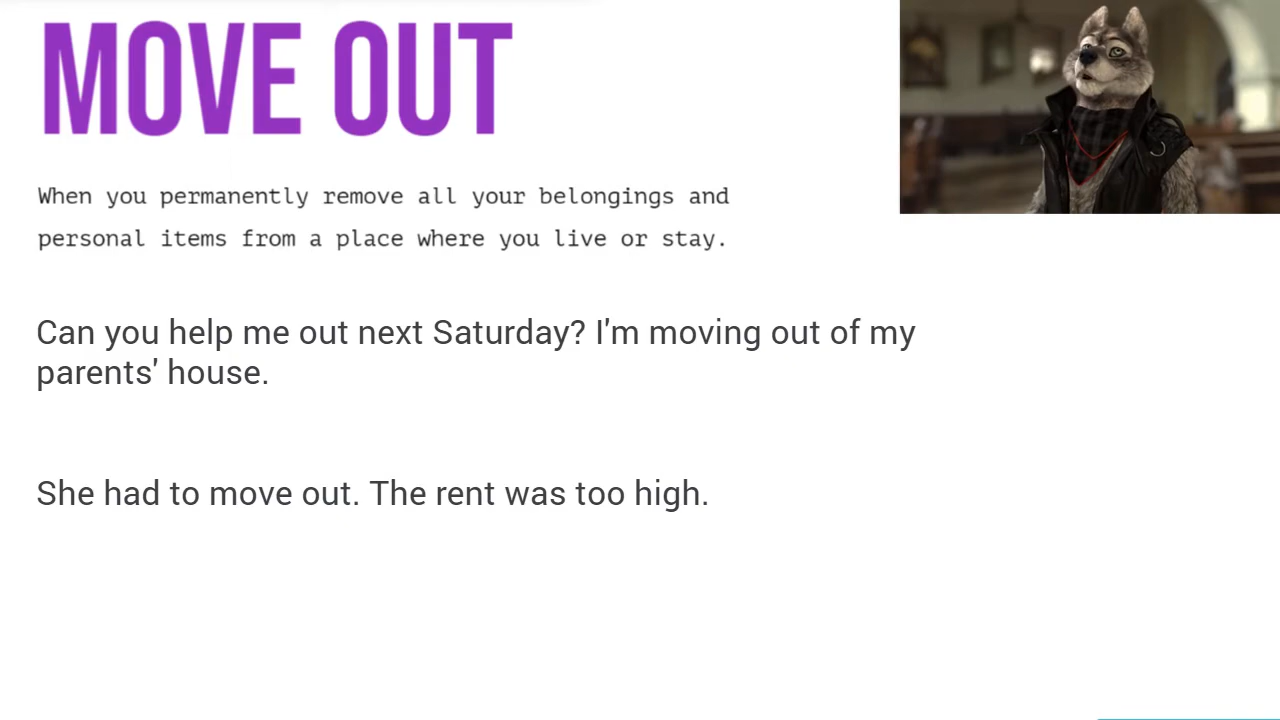 MOVE OUT
When you permanently remove all your belongings and
personal items from a place where you live or stay.
Can you help me out next Saturday? I'm moving out of my
parents' house.
She had to move out. The rent was too high.